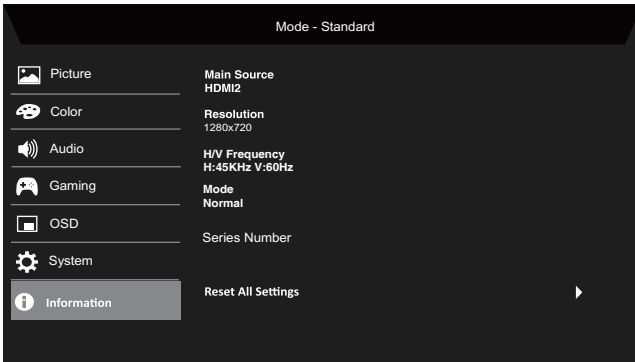 Mode - Standard
Picture
Color
Audio
Gaming
OSD
System
Information
Main Source
HDMI2
Resolution
1280x720
H/V Frequency
H:45KHz V:60Hz
Mode
Normal
Series Number
Reset All Settings